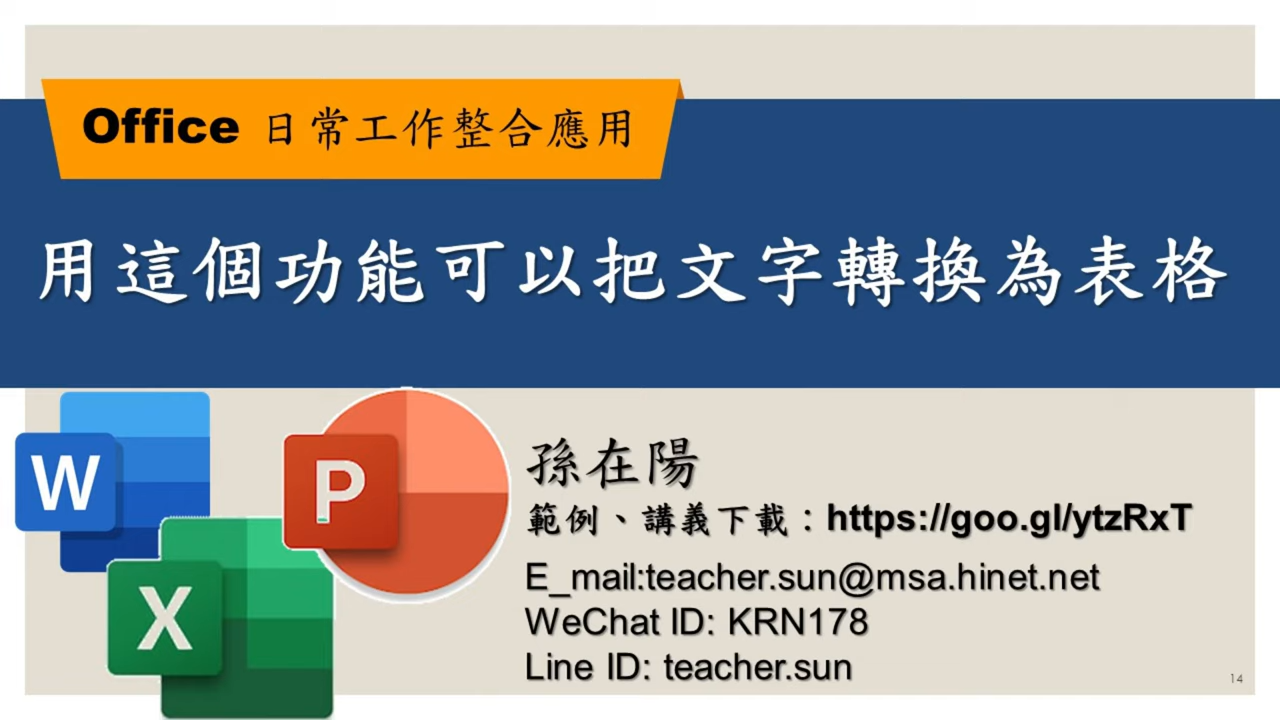 Office 日常工作整合應用
用這個功能可以把文字轉換為表格
W
P
X
孫在陽
範例、講義下載：https://goo.gl/ytzRxT
E_mail:teacher.sun@msa.hinet.net
WeChat ID: KRN178
Line ID: teacher.sun
14